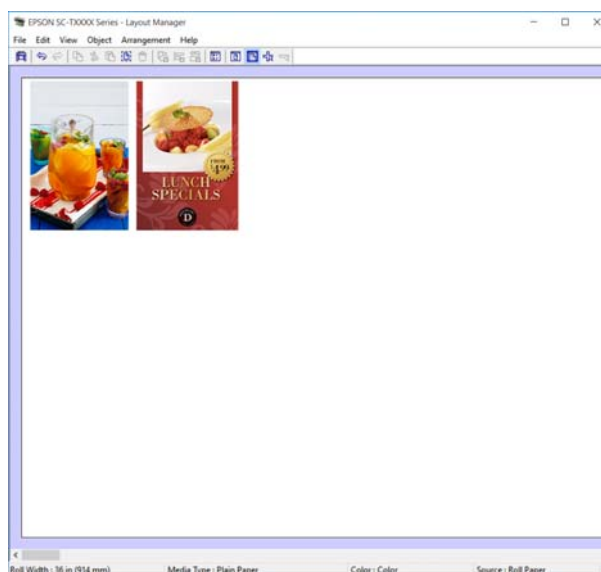 EPSON SC-TXXXX Series - Layout Manager
File Edit View Object Arrangement Help
FROM
$4.99
LUNCH
SPECIALS
D
Roll Width : 36 in (914 mm) Media Type : Plain Paper Color : Color Source : Roll Paper